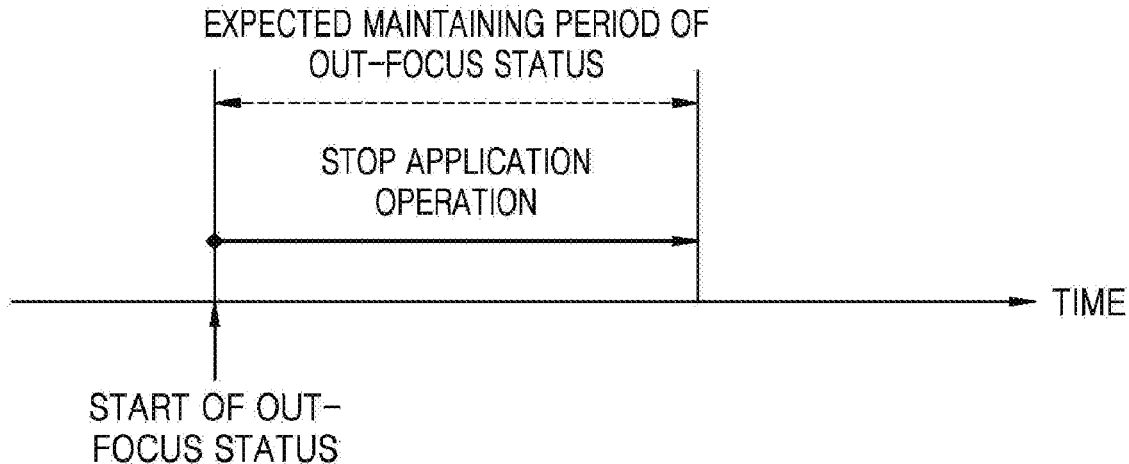 EXPECTED MAINTAINING PERIOD OF
OUT-FOCUS STATUS
STOP APPLICATION
OPERATION
TIME
START OF OUT-
FOCUS STATUS